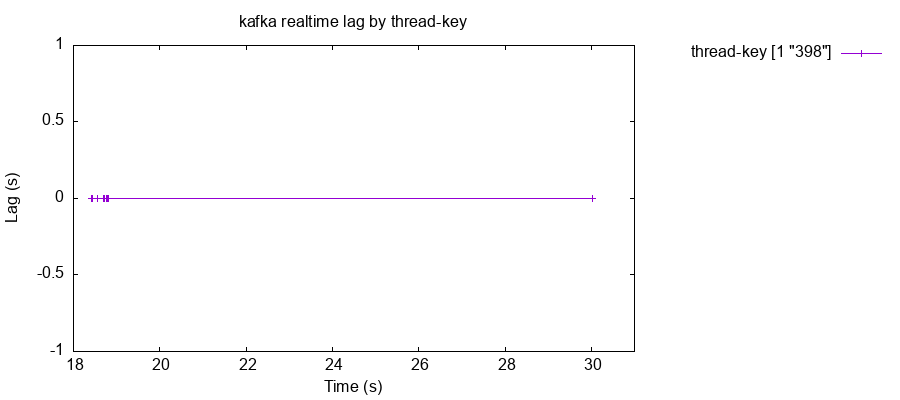 kafka realtime lag by thread-key
thread-key [1 "398"]
1
0.5
0
-0.5
-1
Lag (s)
18 20 22 24 26 28 30
Time (s)